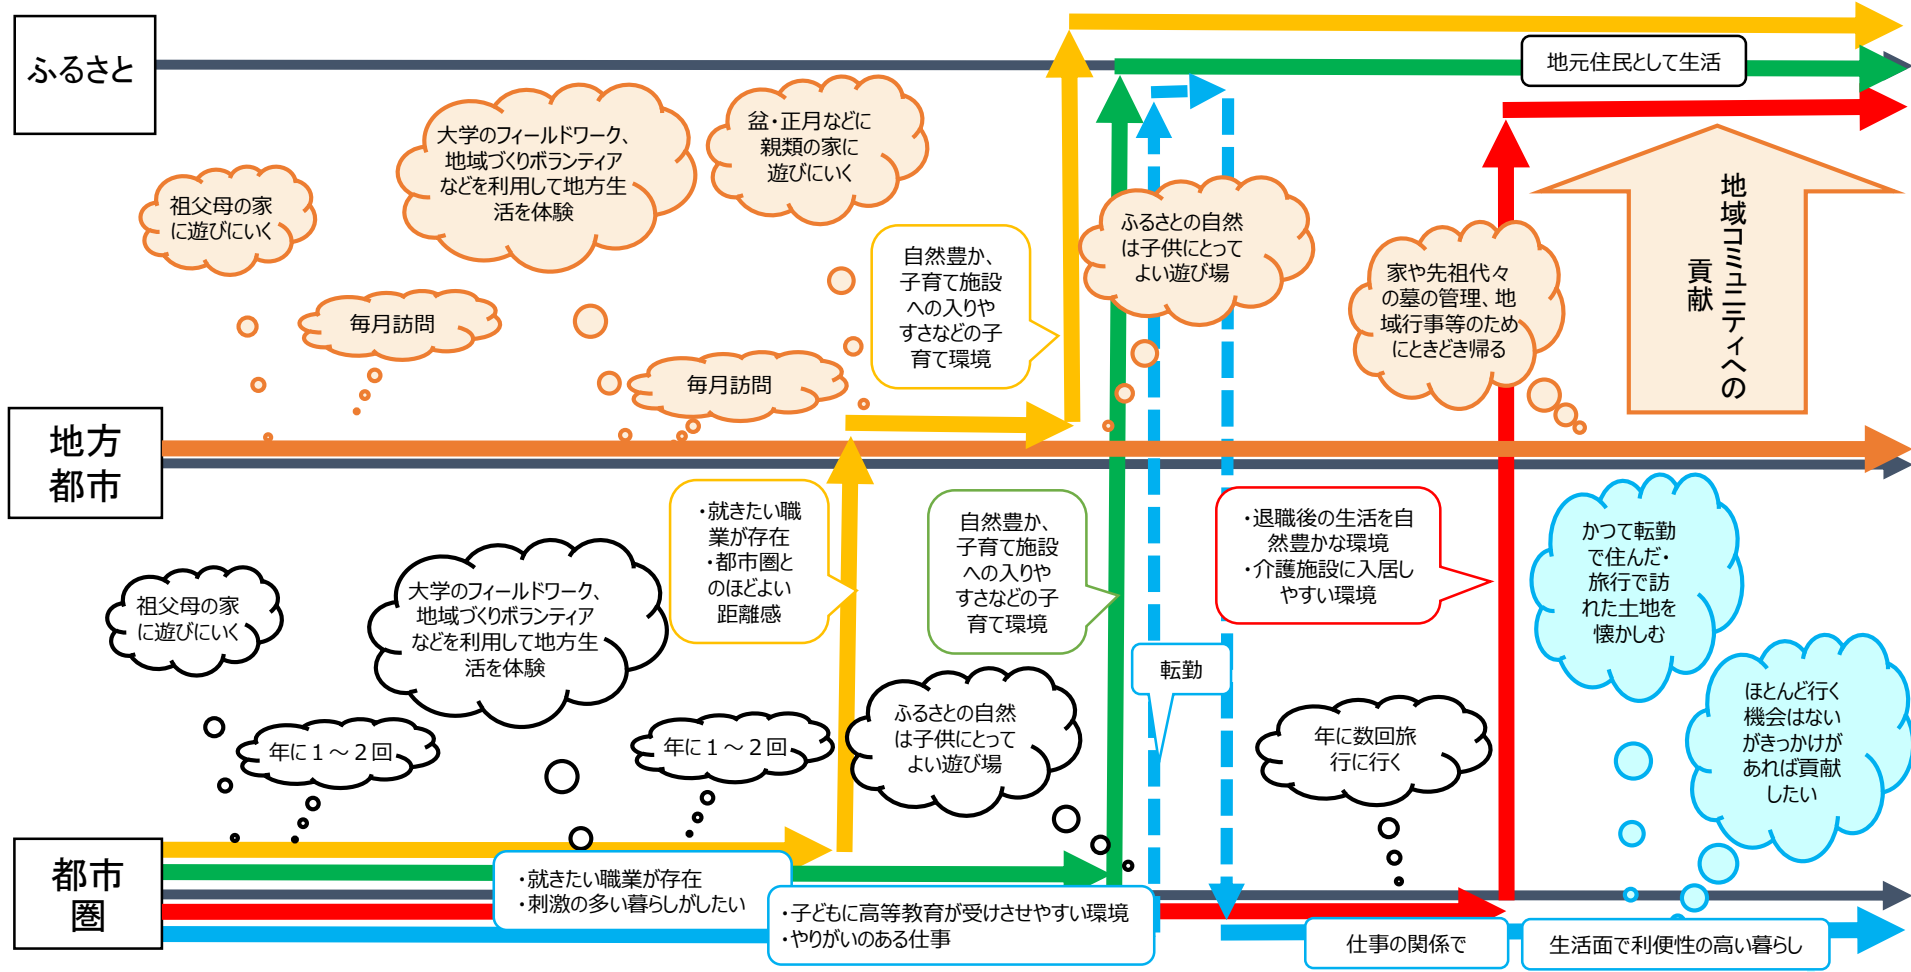 ふるさと
地元住民として生活
大学のフィールドワーク、
地域づくりボランティア
などを利用して地方生
活を体験
盆・正月などに
親類の家に
遊びにいく
祖父母の家
に遊びにいく
毎月訪問
毎月訪問
自然豊か、
子育て施設
への入りや
すさなどの子
育て環境
ふるさとの自然
は子供にとって
よい遊び場
家や先祖代々
の墓の管理、地
域行事等のため
にときどき帰る
地域コミュニティへの
貢献
地方
都市
・就きたい職
業が存在
・都市圏と
のほどよい
距離感
自然豊か、
子育て施設
への入りや
すさなどの子
育て環境
・退職後の生活を自
然豊かな環境
・介護施設に入居し
やすい環境
かつて転勤
で住んだ・
旅行で訪
れた土地を
懐かしむ
祖父母の家
に遊びにいく
大学のフィールドワーク、
地域づくりボランティア
などを利用して地方生
活を体験
年に１～２回
年に１～２回
ふるさとの自然
は子供にとって
よい遊び場
転勤
年に数回旅
行に行く
ほとんど行く
機会はない
がきっかけが
あれば貢献
したい
都市
圏
・就きたい職業が存在
・刺激の多い暮らしがしたい
・子どもに高等教育が受けさせやすい環境
・やりがいのある仕事
仕事の関係で
生活面で利便性の高い暮らし